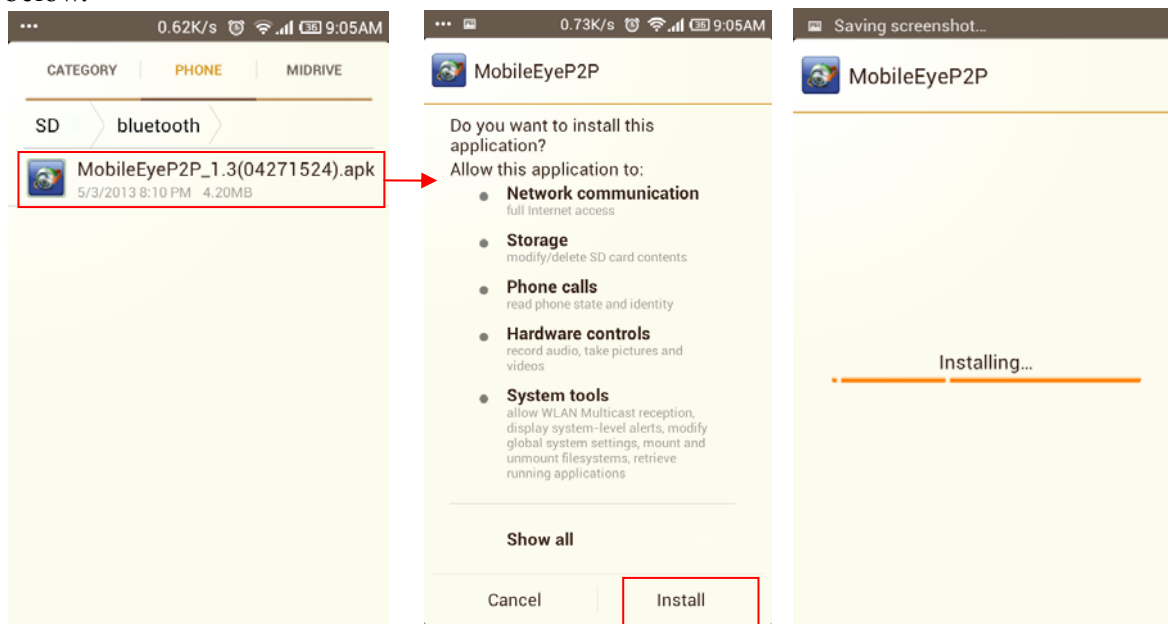 below.
... 0.62K/s 36 9:05AM
CATEGORY PHONE MIDRIVE
SD bluetooth
MobileEyeP2P_1.3(04271524).apk
5/3/2013 8:10 PM 4.20MB
... 0.73K/s 36 9:05AM
MobileEyeP2P
Do you want to install this
application?
Allow this application to:
Network communication
full Internet access
Storage
modify/delete SD card contents
Phone calls
read phone state and identity
Hardware controls
record audio, take pictures and
videos
System tools
allow WLAN Multicast reception,
display system-level alerts, modify
global system settings, mount and
unmount filesystems, retrieve
running applications
Show all
Cancel Install
Saving screenshot...
MobileEyeP2P
Installing...